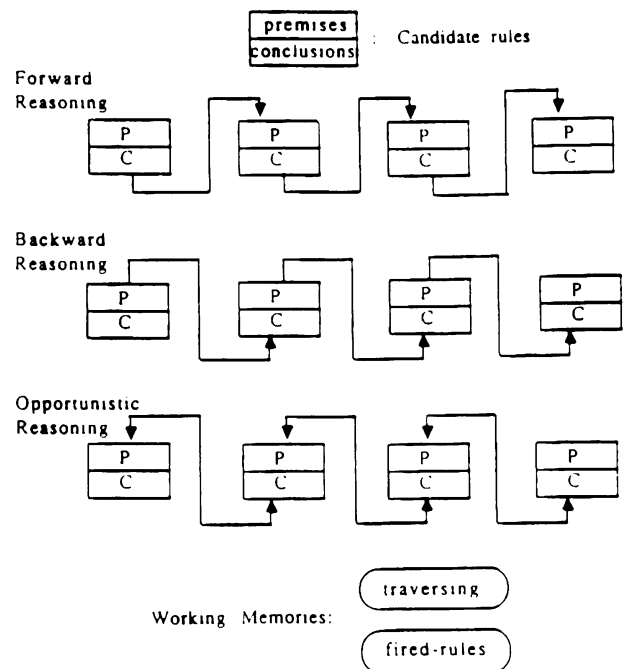 premises
conclusions
: Candidate rules
Forward
Reasoning
P P P P
C C C C
Backward
Reasoning
P P P P
C C C C
Opportunistic
Reasoning
P P P P
C C C C
traversing
Working Memories:
fired-rules